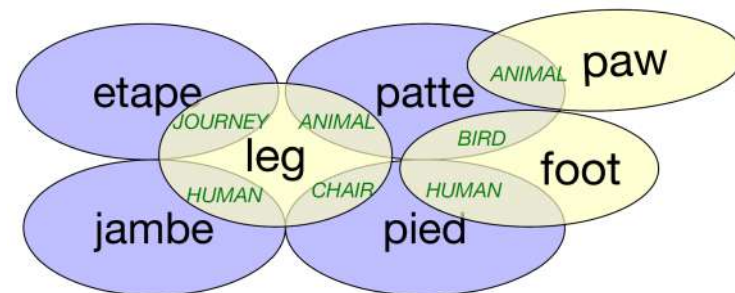 etape
patte
paw
ANIMAL
JOURNEY
ANIMAL
BIRD
leg
foot
HUMAN
CHAIR
HUMAN
jambe
pied